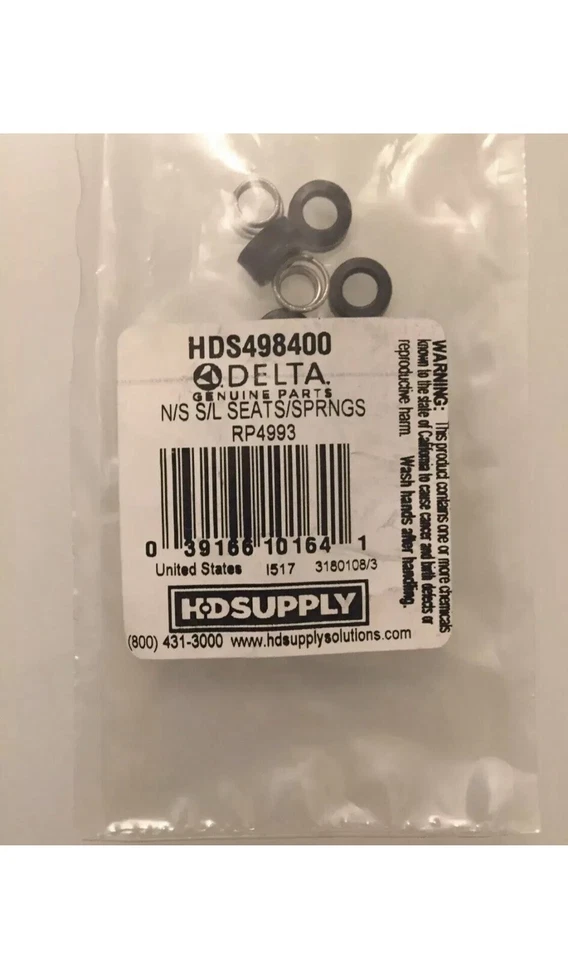 HDS498400
DELTA.
GENUINE PARTS
N/S S/L SEATS/SPRNGS
RP4993
0 39166 10164 1
United States I517 3180108/3
HDSUPPLY
(800) 431-3000 www.hdsupplysolutions.com
WARNING: This product contains one or more chemicals
known to the state of California to cause cancer and birth defects or
reproductive harm. Wash hands after handling.